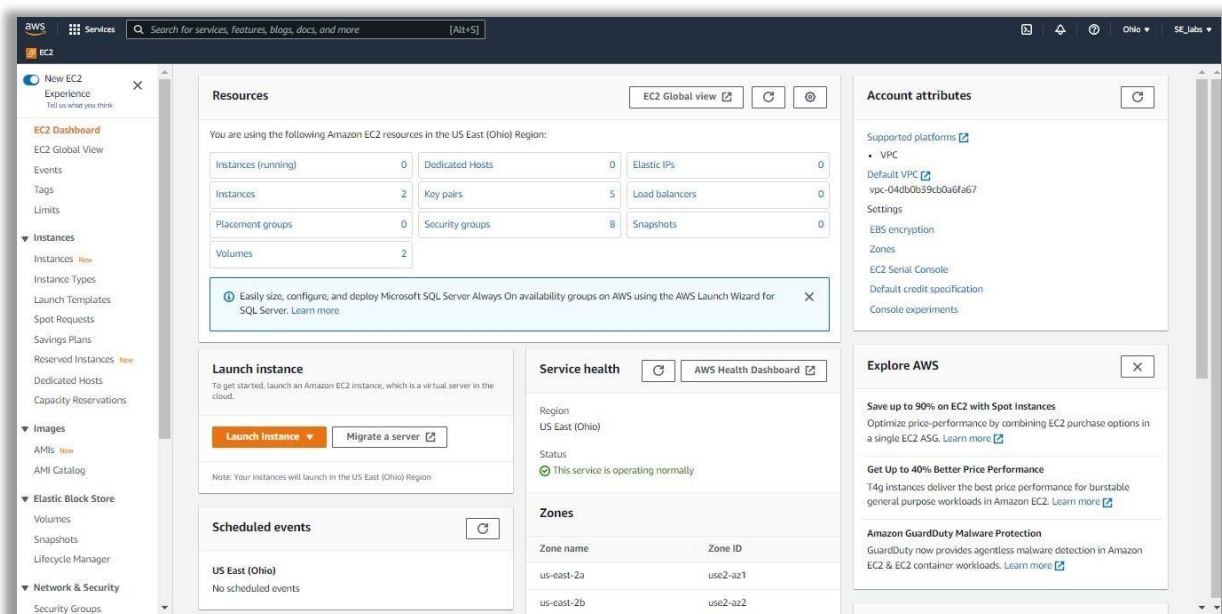 aws
Services
Search for services, features, blogs, docs, and more
[Alt+S]
Ohio
SE_labs
EC2
New EC2
Experience
Tell us what you think
EC2 Dashboard
EC2 Global View
Events
Tags
Limits
Instances
Instances New
Instance Types
Launch Templates
Spot Requests
Savings Plans
Reserved Instances New
Dedicated Hosts
Capacity Reservations
Images
AMIs New
AMI Catalog
Elastic Block Store
Volumes
Snapshots
Lifecycle Manager
Network & Security
Security Groups
Resources
EC2 Global view
You are using the following Amazon EC2 resources in the US East (Ohio) Region:
Instances (running) 0 Dedicated Hosts 0 Elastic IPs 0
Instances 2 Key pairs 5 Load balancers 0
Placement groups 0 Security groups 8 Snapshots 0
Volumes 2
Easily size, configure, and deploy Microsoft SQL Server Always On availability groups on AWS using the AWS Launch Wizard for
SQL Server. Learn more
Launch instance
To get started, launch an Amazon EC2 instance, which is a virtual server in the
cloud.
Launch instance
Migrate a server
Note: Your instances will launch in the US East (Ohio) Region
Scheduled events
US East (Ohio)
No scheduled events
Service health
AWS Health Dashboard
Region
US East (Ohio)
Status
This service is operating normally
Zones
Zone name Zone ID
us-east-2a use2-az1
us-east-2b use2-az2
Account attributes
Supported platforms
• VPC
Default VPC
vpc-04db0b39cb0a6fa67
Settings
EBS encryption
Zones
EC2 Serial Console
Default credit specification
Console experiments
Explore AWS
Save up to 90% on EC2 with Spot Instances
Optimize price-performance by combining EC2 purchase options in
a single EC2 ASG. Learn more
Get Up to 40% Better Price Performance
T4g instances deliver the best price performance for burstable
general purpose workloads in Amazon EC2. Learn more
Amazon GuardDuty Malware Protection
GuardDuty now provides agentless malware detection in Amazon
EC2 & EC2 container workloads. Learn more